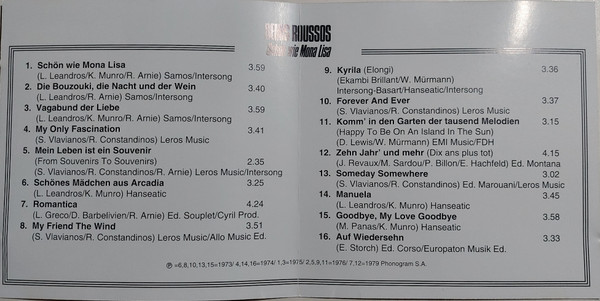 DEMIS ROUSSOS
Schön wie Mona Lisa
1. Schön wie Mona Lisa 3.59
(L. Leandros/K. Munro/R. Arnie) Samos/Intersong
2. Die Bouzouki, die Nacht und der Wein 3.40
(L. Leandros/K. Munro/R. Arnie) Samos/Intersong
3. Vagabund der Liebe 3.59
(L. Leandros/K. Munro/R. Arnie) Samos/Intersong
4. My Only Fascination 3.41
(S. Vlavianos/R. Constandinos) Leros Music
5. Mein Leben ist ein Souvenir
(From Souvenirs To Souvenirs) 2.35
(S. Vlavianos/R. Constandinos/R. Arnie) Leros Music/Intersong
6. Schönes Mädchen aus Arcadia 3.25
(L. Leandros/K. Munro) Hanseatic
7. Romantica 4.24
(L. Greco/D. Barbelivien/R. Arnie) Ed. Souplet/Cyril Prod.
8. My Friend The Wind 3.51
(S. Vlavianos/R. Constandinos) Leros Music/Allo Music Ed.
9. Kyrila (Elongi) 3.36
(Ekambi Brillant/W. Mürmann)
Intersong-Basart/Hanseatic/Intersong
10. Forever And Ever 3.37
(S. Vlavianos/R. Constandinos) Leros Music
11. Komm' in den Garten der tausend Melodien 3.15
(Happy To Be On An Island In The Sun)
(D. Lewis/W. Mürmann) EMI Music/FDH
12. Zehn Jahr' und mehr (Dix ans plus tot) 4.15
(J. Revaux/M. Sardou/P. Billon/E. Hachfeld) Ed. Montana
13. Someday Somewhere 3.02
(S. Vlavianos/R. Constandinos) Ed. Marouani/Leros Music
14. Manuela 3.45
(L. Leandros/K. Munro) Hanseatic
15. Goodbye, My Love Goodbye 3.58
(M. Panas/K. Munro) Hanseatic
16. Auf Wiedersehn 3.33
(E. Storch) Ed. Corso/Europaton Musik Ed.
℗ =6,8,10,13,15=1973/ 4,14,16=1974/ 1,3=1975/ 2,5,9,11=1976/ 7,12=1979 Phonogram S.A.